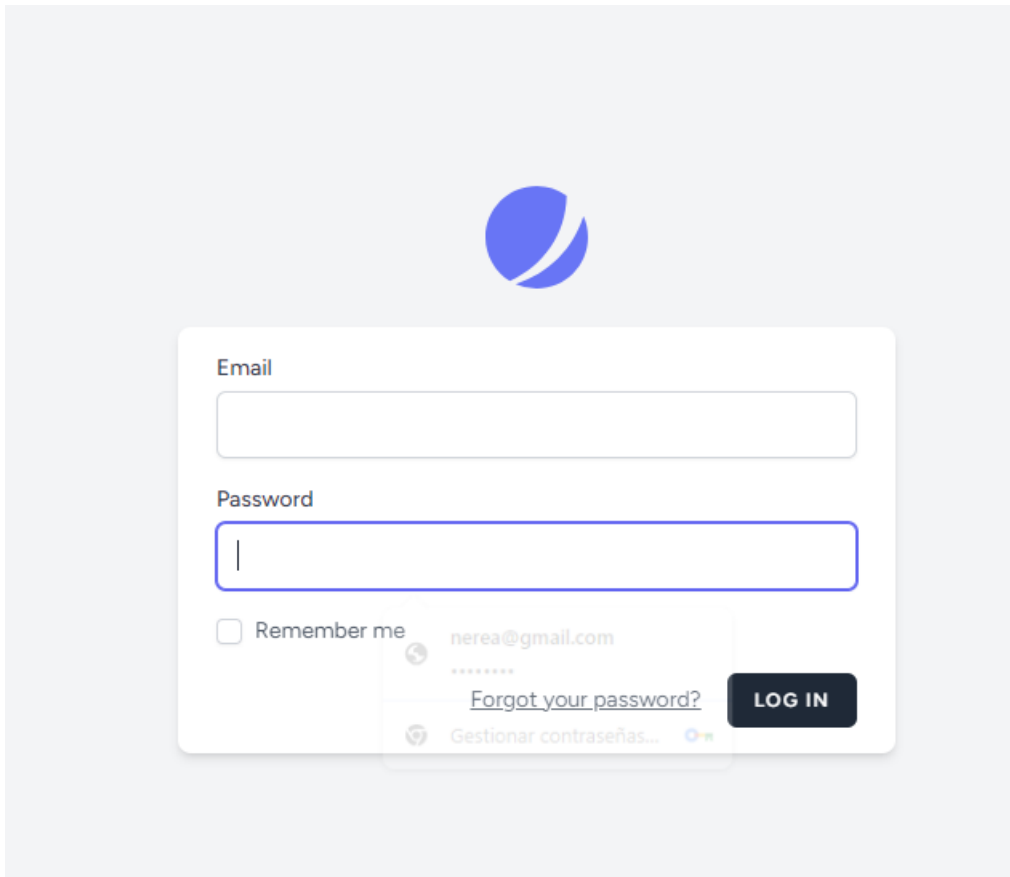 Email
Password
Remember me
nerea@gmail.com
••••••••
Forgot your password?
LOG IN
Gestionar contraseñas...